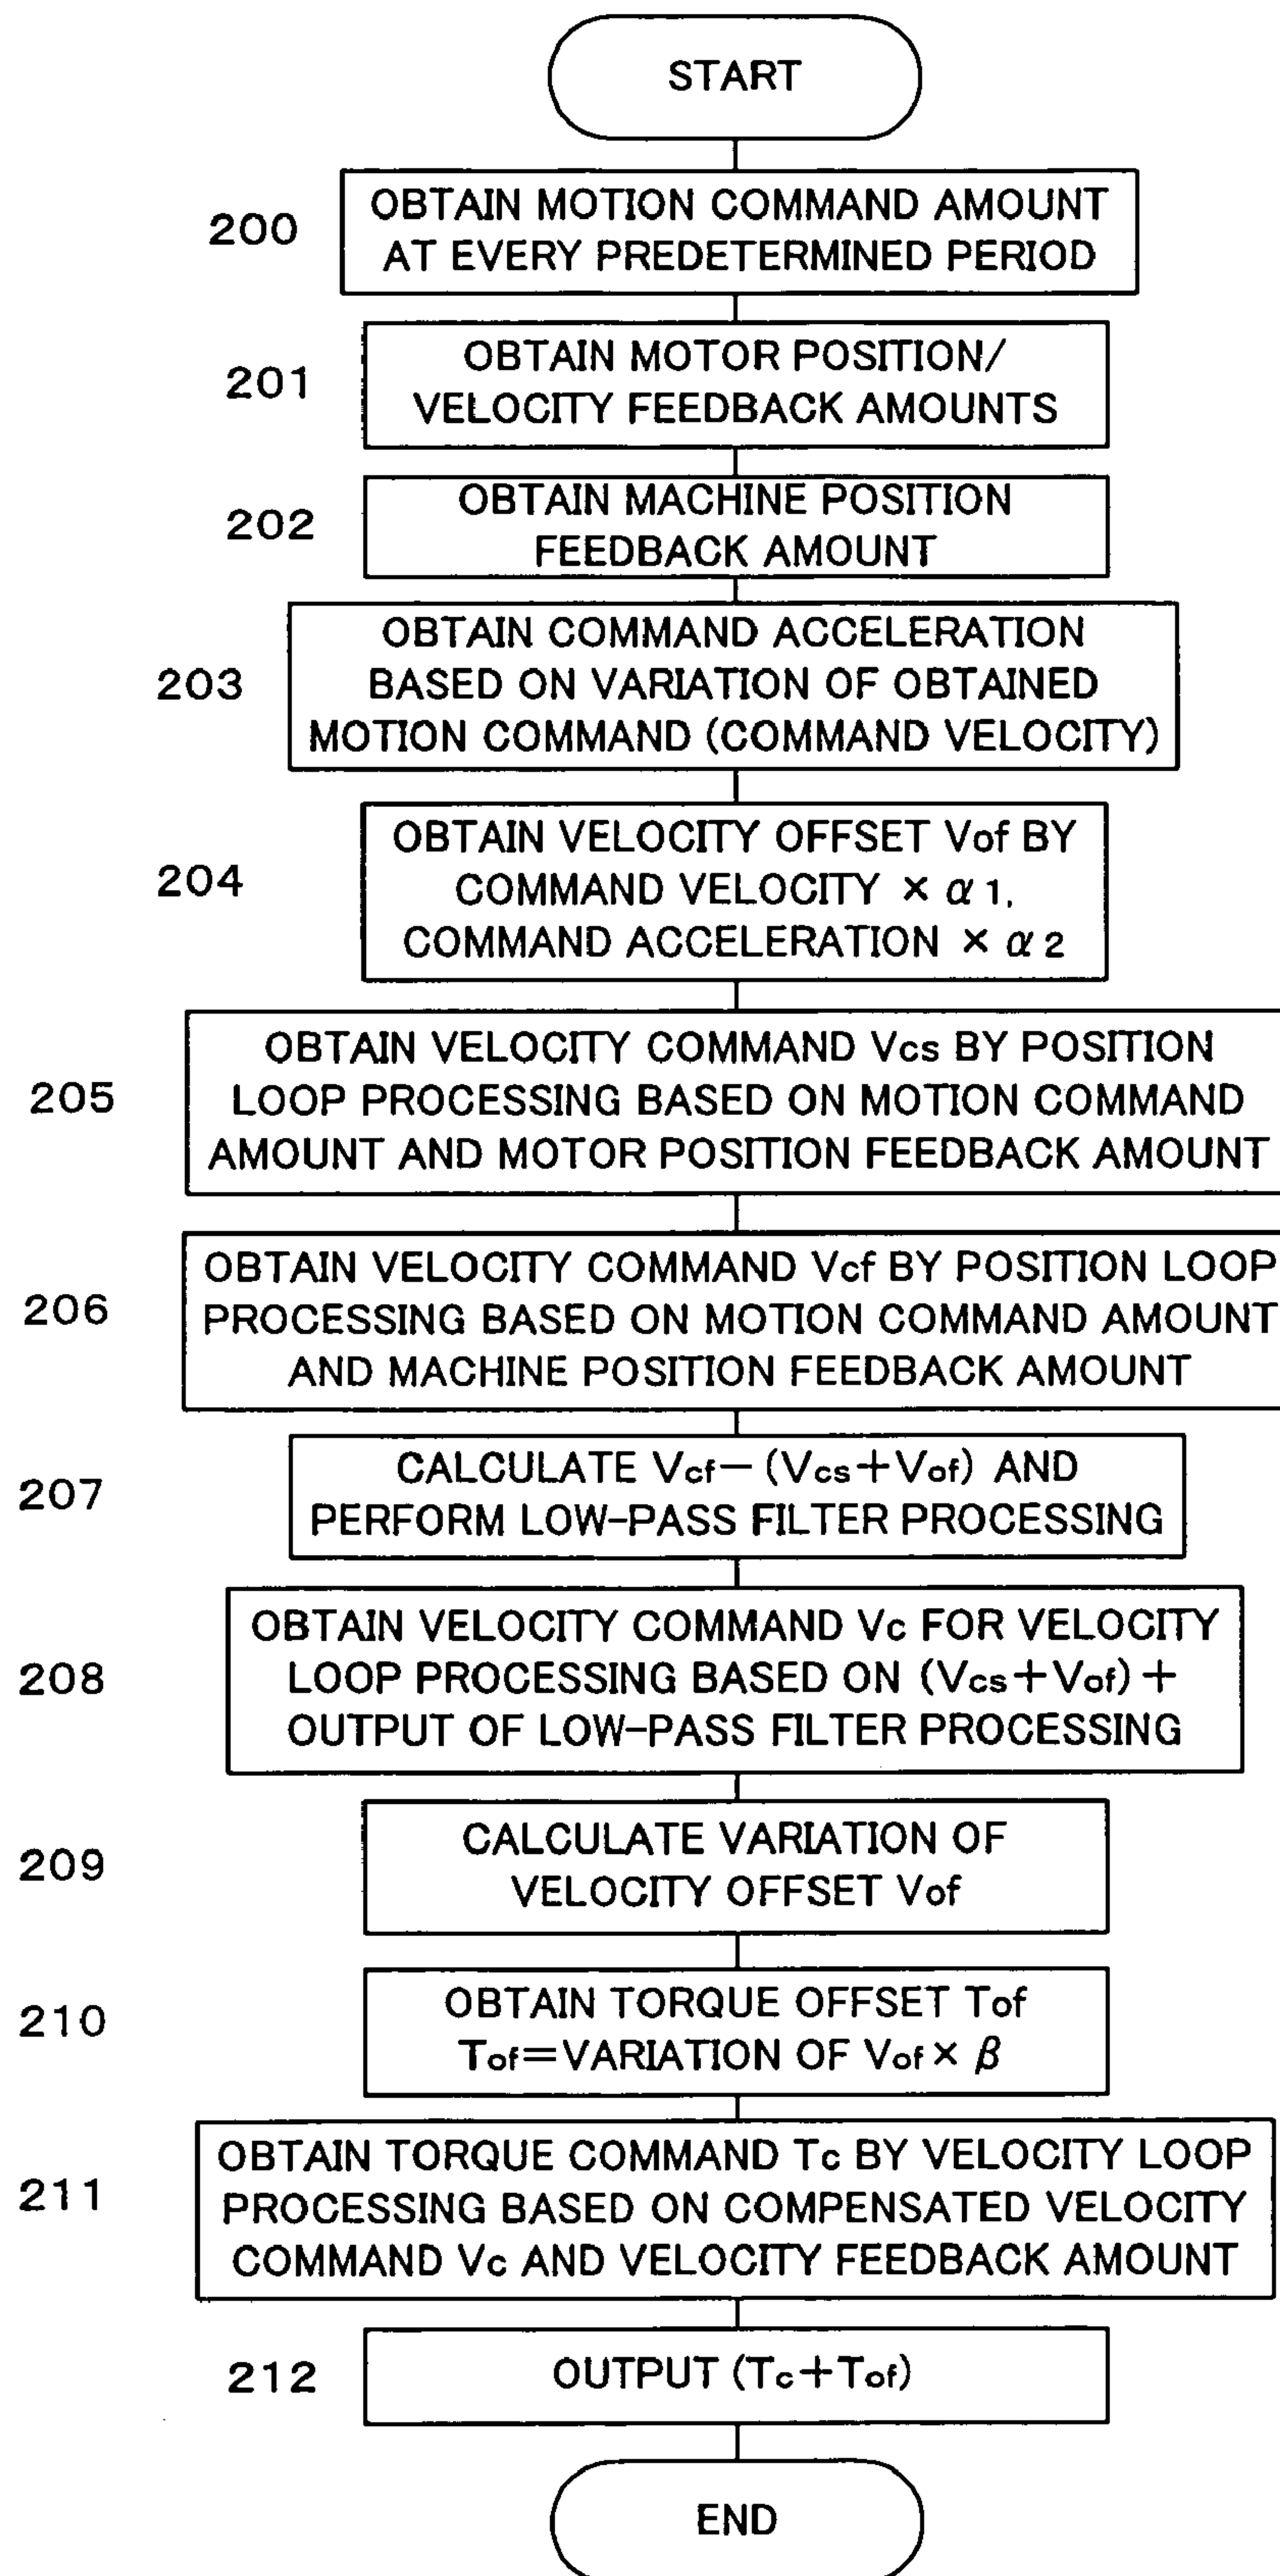 START
200
OBTAIN MOTION COMMAND AMOUNT
AT EVERY PREDETERMINED PERIOD
201
OBTAIN MOTOR POSITION/
VELOCITY FEEDBACK AMOUNTS
202
OBTAIN MACHINE POSITION
FEEDBACK AMOUNT
203
OBTAIN COMMAND ACCELERATION
BASED ON VARIATION OF OBTAINED
MOTION COMMAND (COMMAND VELOCITY)
204
OBTAIN VELOCITY OFFSET Vof BY
COMMAND VELOCITY × α1,
COMMAND ACCELERATION × α2
205
OBTAIN VELOCITY COMMAND Vcs BY POSITION
LOOP PROCESSING BASED ON MOTION COMMAND
AMOUNT AND MOTOR POSITION FEEDBACK AMOUNT
206
OBTAIN VELOCITY COMMAND Vcf BY POSITION LOOP
PROCESSING BASED ON MOTION COMMAND AMOUNT
AND MACHINE POSITION FEEDBACK AMOUNT
207
CALCULATE Vcf−(Vcs+Vof) AND
PERFORM LOW-PASS FILTER PROCESSING
208
OBTAIN VELOCITY COMMAND Vc FOR VELOCITY
LOOP PROCESSING BASED ON (Vcs+Vof)+
OUTPUT OF LOW-PASS FILTER PROCESSING
209
CALCULATE VARIATION OF
VELOCITY OFFSET Vof
210
OBTAIN TORQUE OFFSET Tof
Tof=VARIATION OF Vof × β
211
OBTAIN TORQUE COMMAND Tc BY VELOCITY LOOP
PROCESSING BASED ON COMPENSATED VELOCITY
COMMAND Vc AND VELOCITY FEEDBACK AMOUNT
212
OUTPUT (Tc+Tof)
END